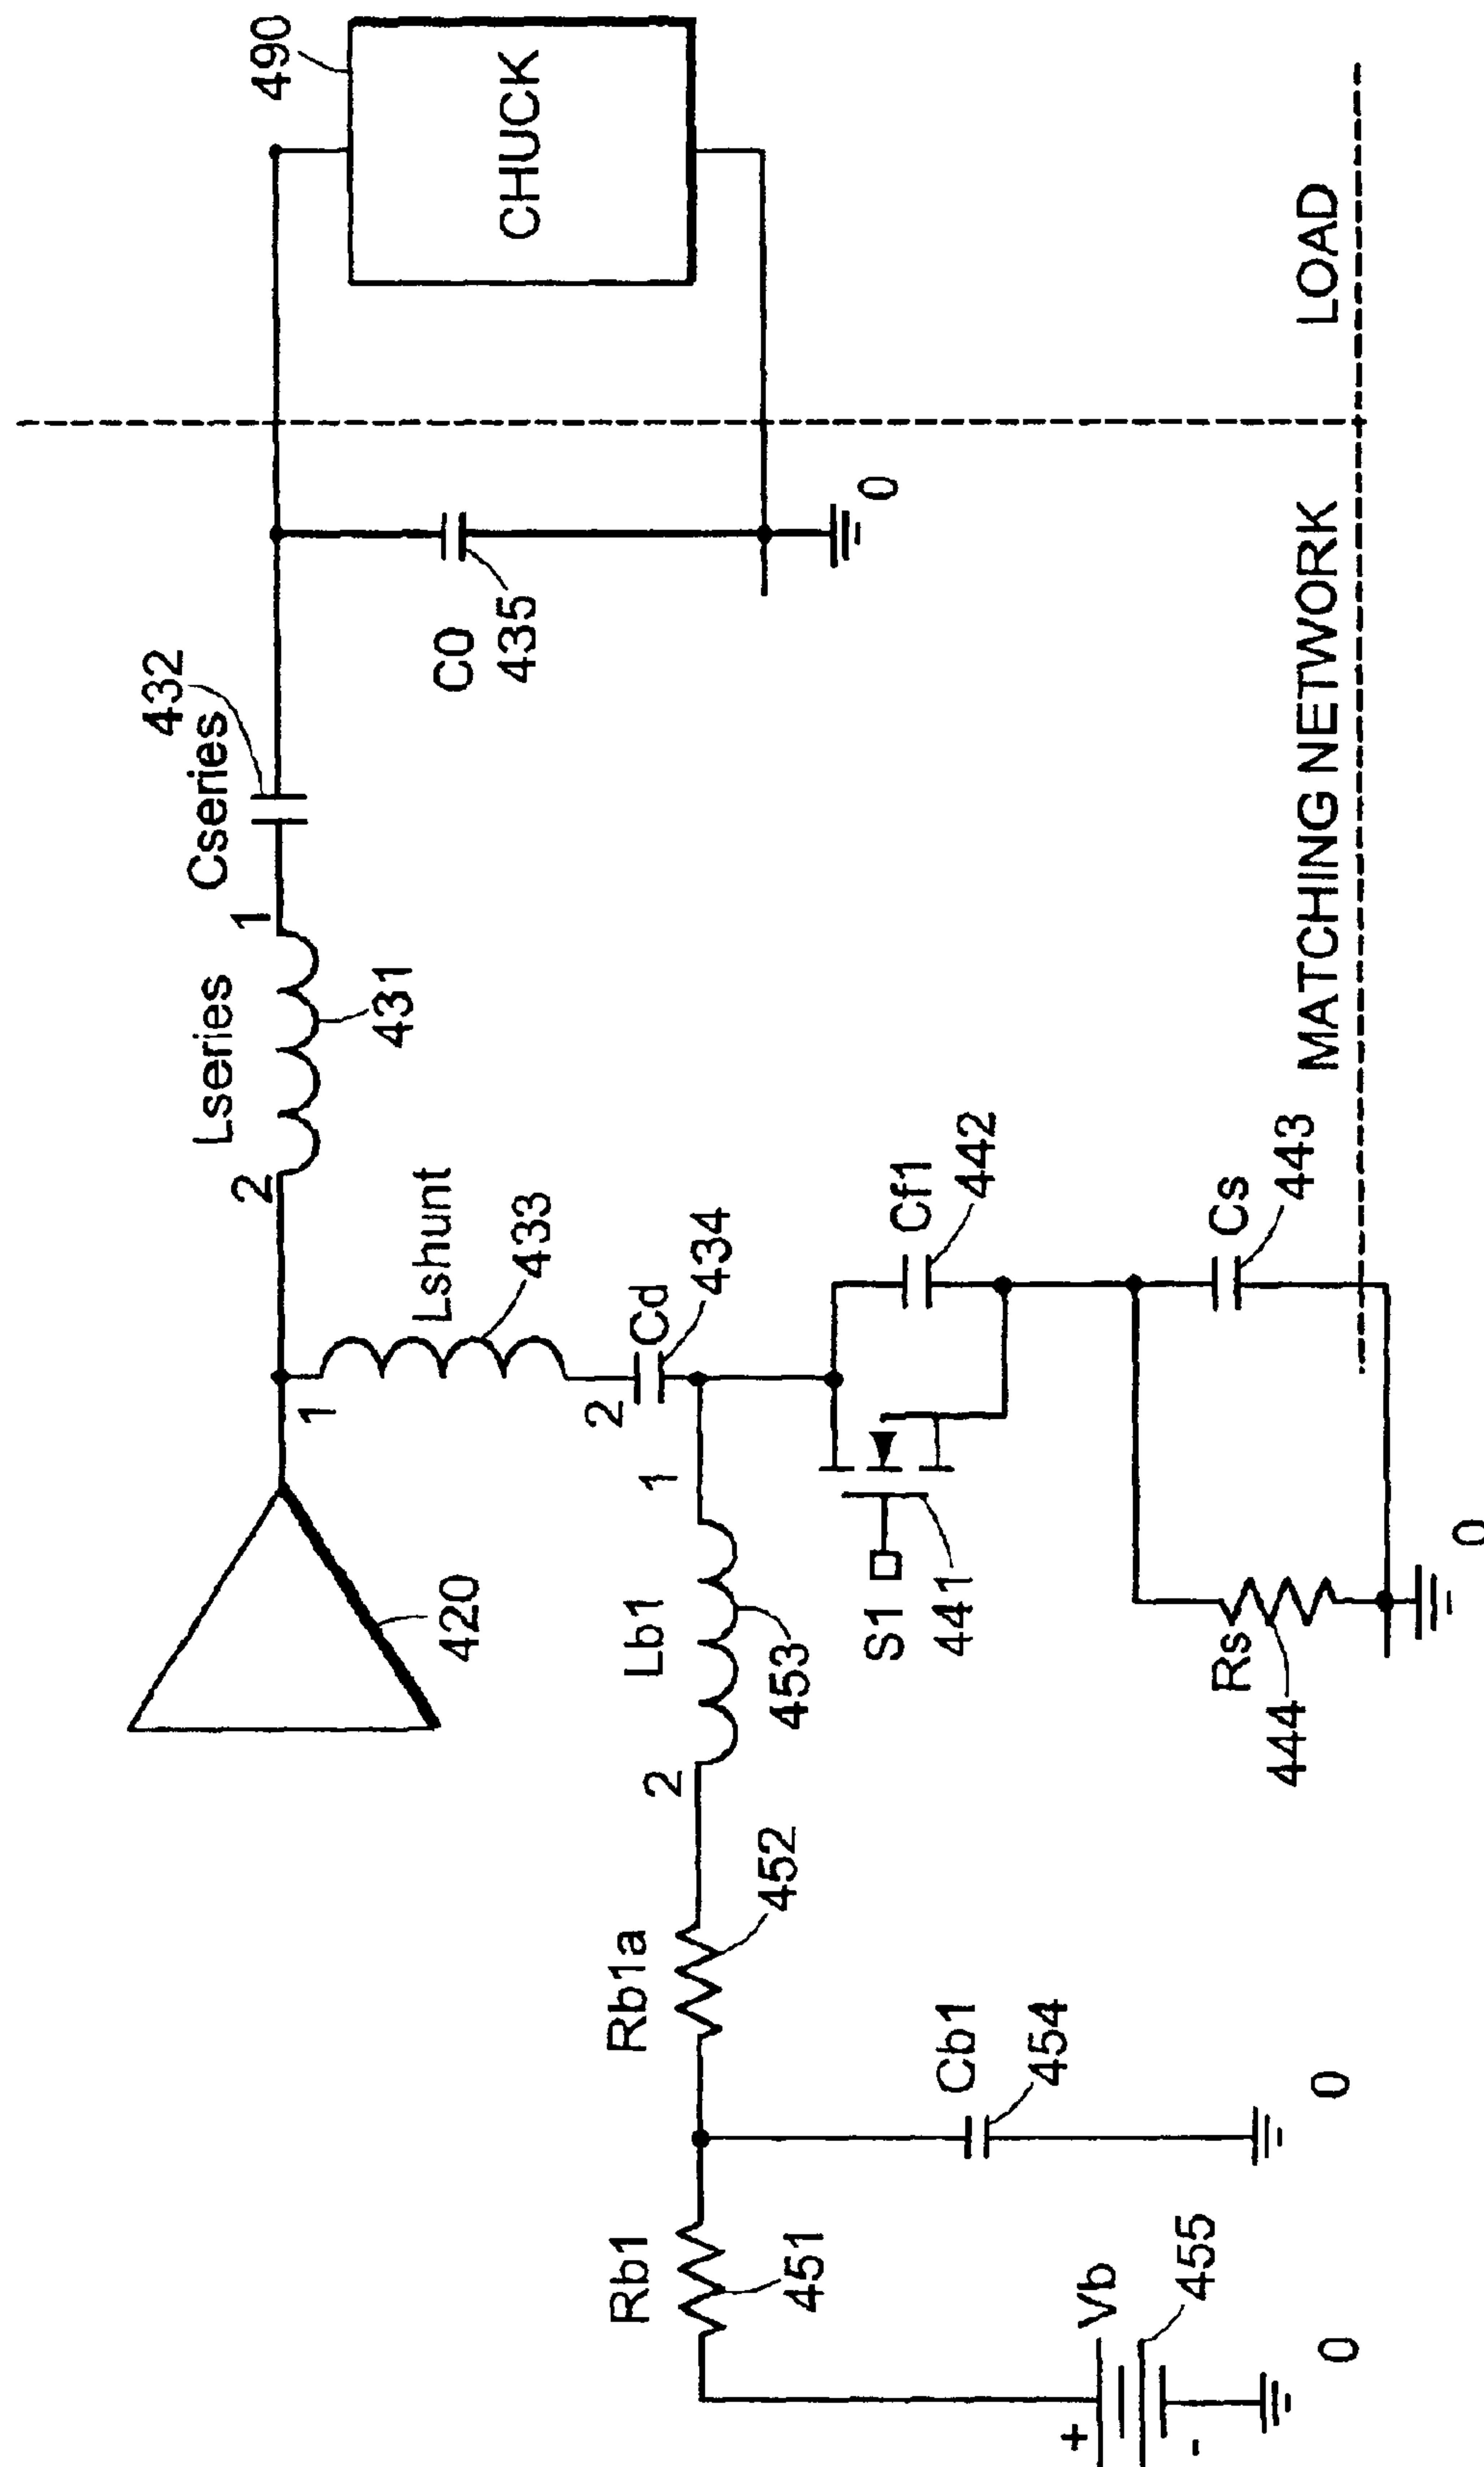 490
CHUCK
LOAD
0
C0
435
MATCHING NETWORK
432
Cseries
1
Lseries
431
2
Lshunt
433
1
Cd
434
2
Cf1
442
Cs
443
420
1
Lb1
453
2
S1
441
Rs
444
0
Rb1a
452
Cb1
454
0
Rb1
451
Vb
455
+
-
0